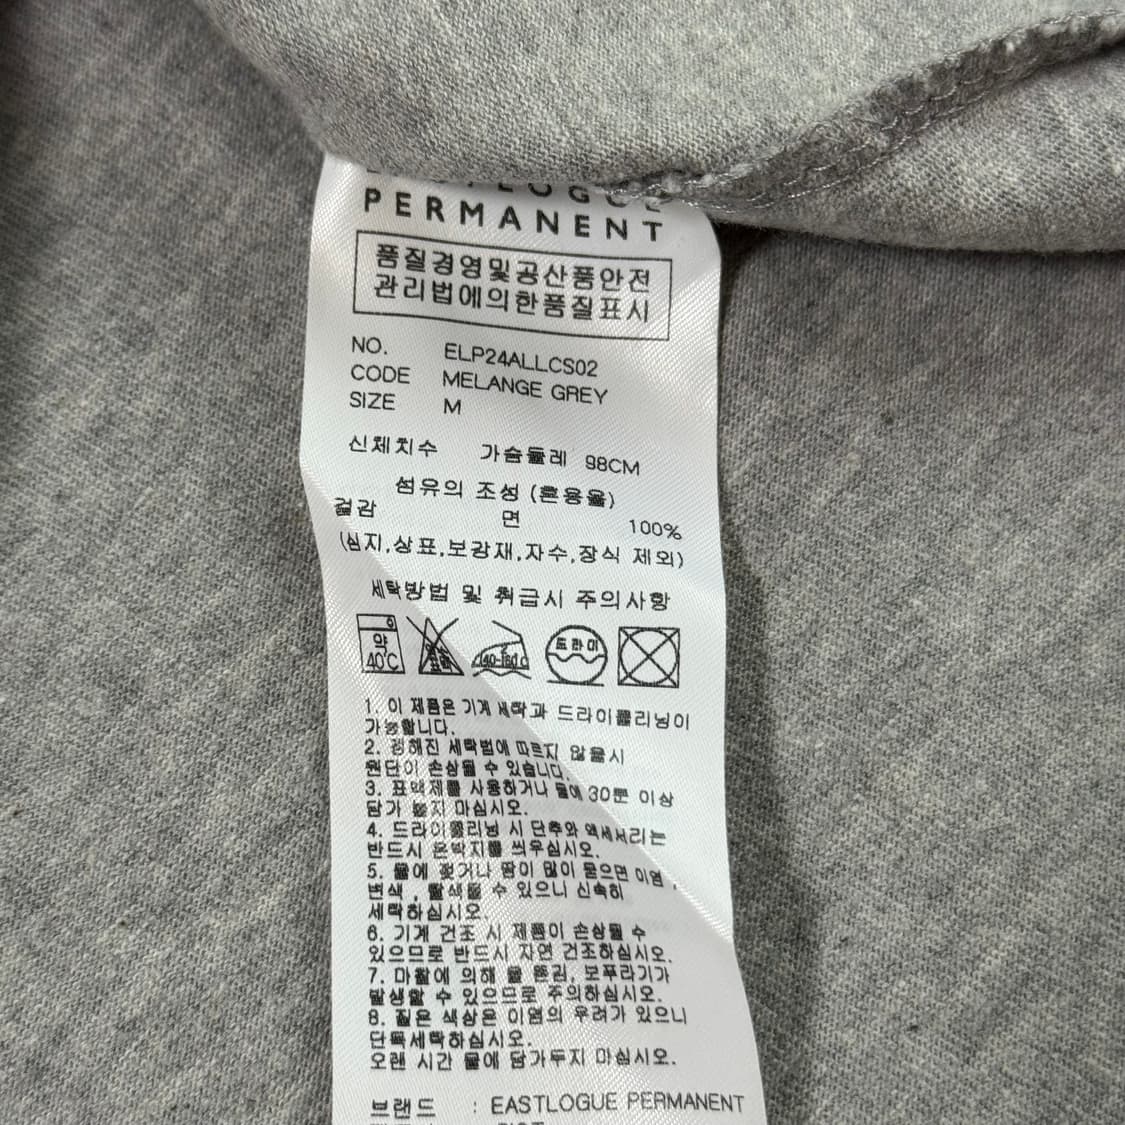 EASTLOGUE
PERMANENT
품질경영및공산품안전
관리법에의한품질표시
NO. ELP24ALLCS02
CODE MELANGE GREY
SIZE M
신체치수 가슴둘레 98CM
섬유의 조성 (혼용율)
겉감 면 100%
(심지,상표,보강재,자수,장식 제외)
세탁방법 및 취급시 주의사항
약 40℃ 40-60℃ 드라이
1. 이 제품은 기계 세탁과 드라이클리닝이
가능합니다.
2. 정해진 세탁법에 따르지 않을시
원단이 손상될 수 있습니다.
3. 표백제를 사용하거나 물에 30분 이상
담가 놓지 마십시오.
4. 드라이클리닝 시 단추와 액세서리는
반드시 은박지를 씌우십시오.
5. 물에 젖거나 땀이 많이 묻으면 이염,
변색, 탈색될 수 있으니 신속히
세탁하십시오.
6. 기계 건조 시 제품이 손상될 수
있으므로 반드시 자연 건조하십시오.
7. 마찰에 의해 올 뜯김, 보푸라기가
발생할 수 있으므로 주의하십시오.
8. 짙은 색상은 이염의 우려가 있으니
단독세탁하십시오.
오랜 시간 물에 담가두지 마십시오.
브랜드 : EASTLOGUE PERMANENT